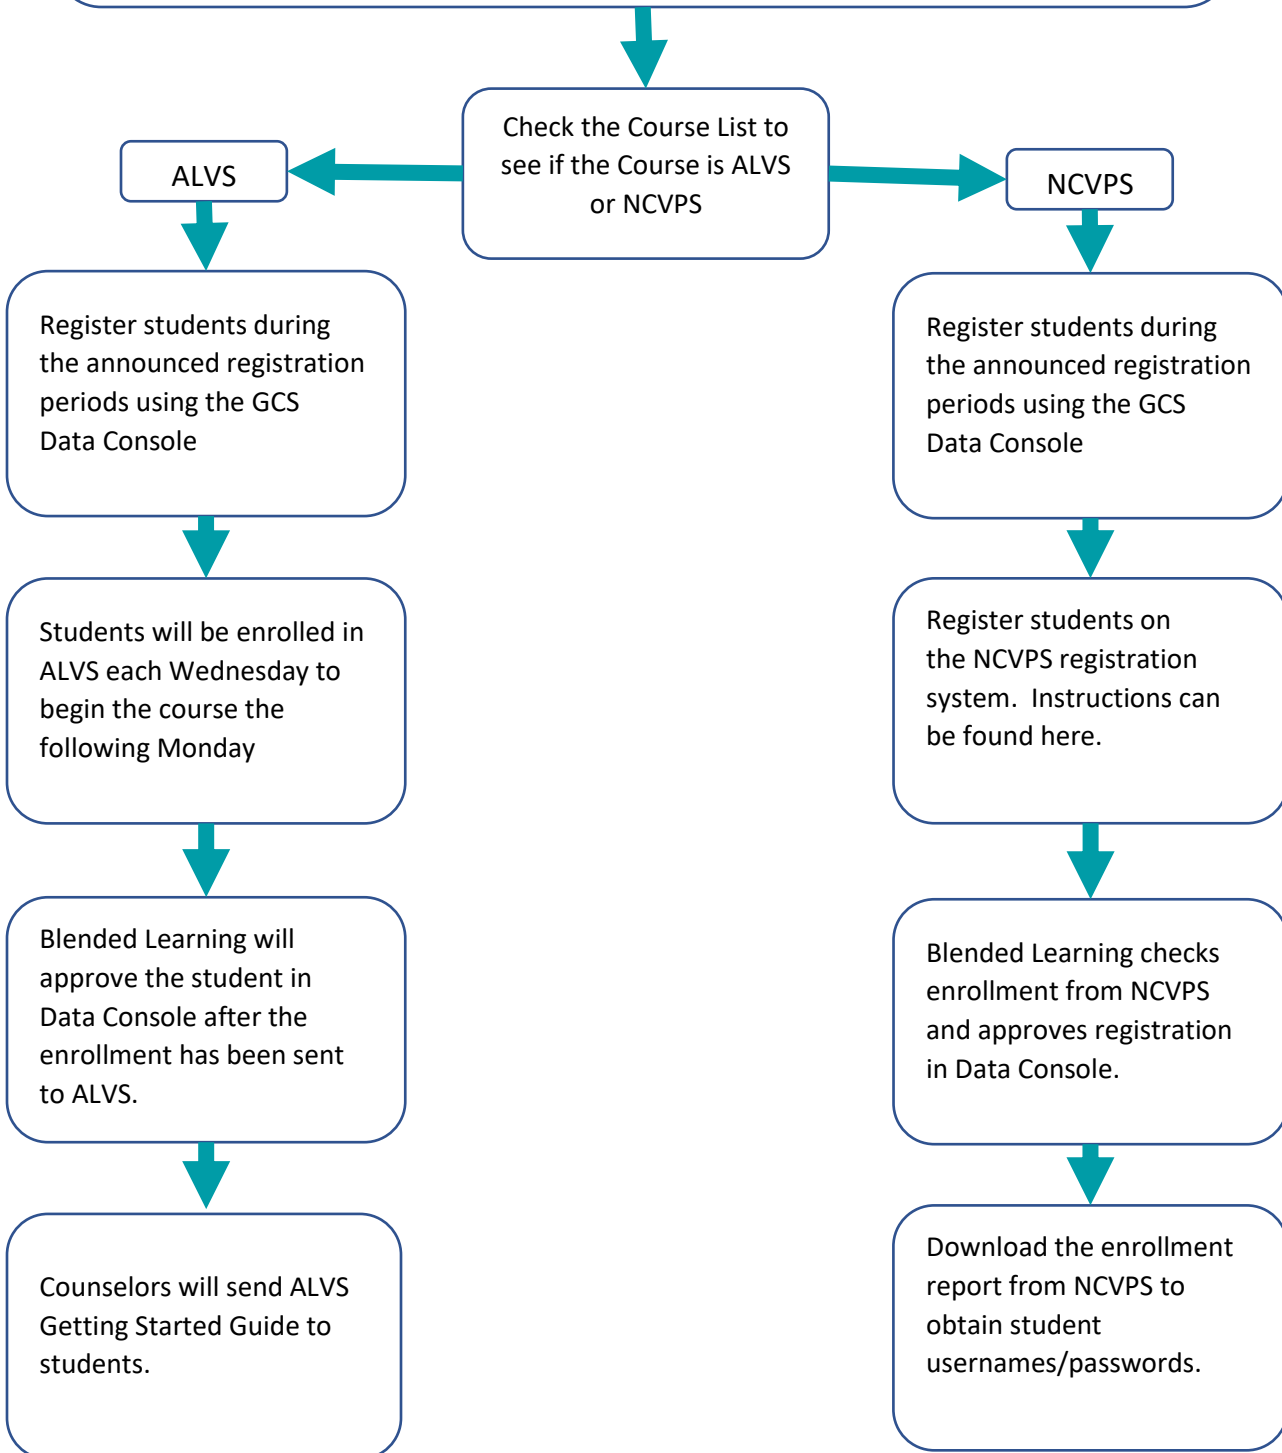 Check the Course List to
see if the Course is ALVS
or NCVPS
ALVS
NCVPS
Register students during
the announced registration
periods using the GCS
Data Console
Students will be enrolled in
ALVS each Wednesday to
begin the course the
following Monday
Blended Learning will
approve the student in
Data Console after the
enrollment has been sent
to ALVS.
Counselors will send ALVS
Getting Started Guide to
students.
Register students during
the announced registration
periods using the GCS
Data Console
Register students on
the NCVPS registration
system.  Instructions can
be found here.
Blended Learning checks
enrollment from NCVPS
and approves registration
in Data Console.
Download the enrollment
report from NCVPS to
obtain student
usernames/passwords.